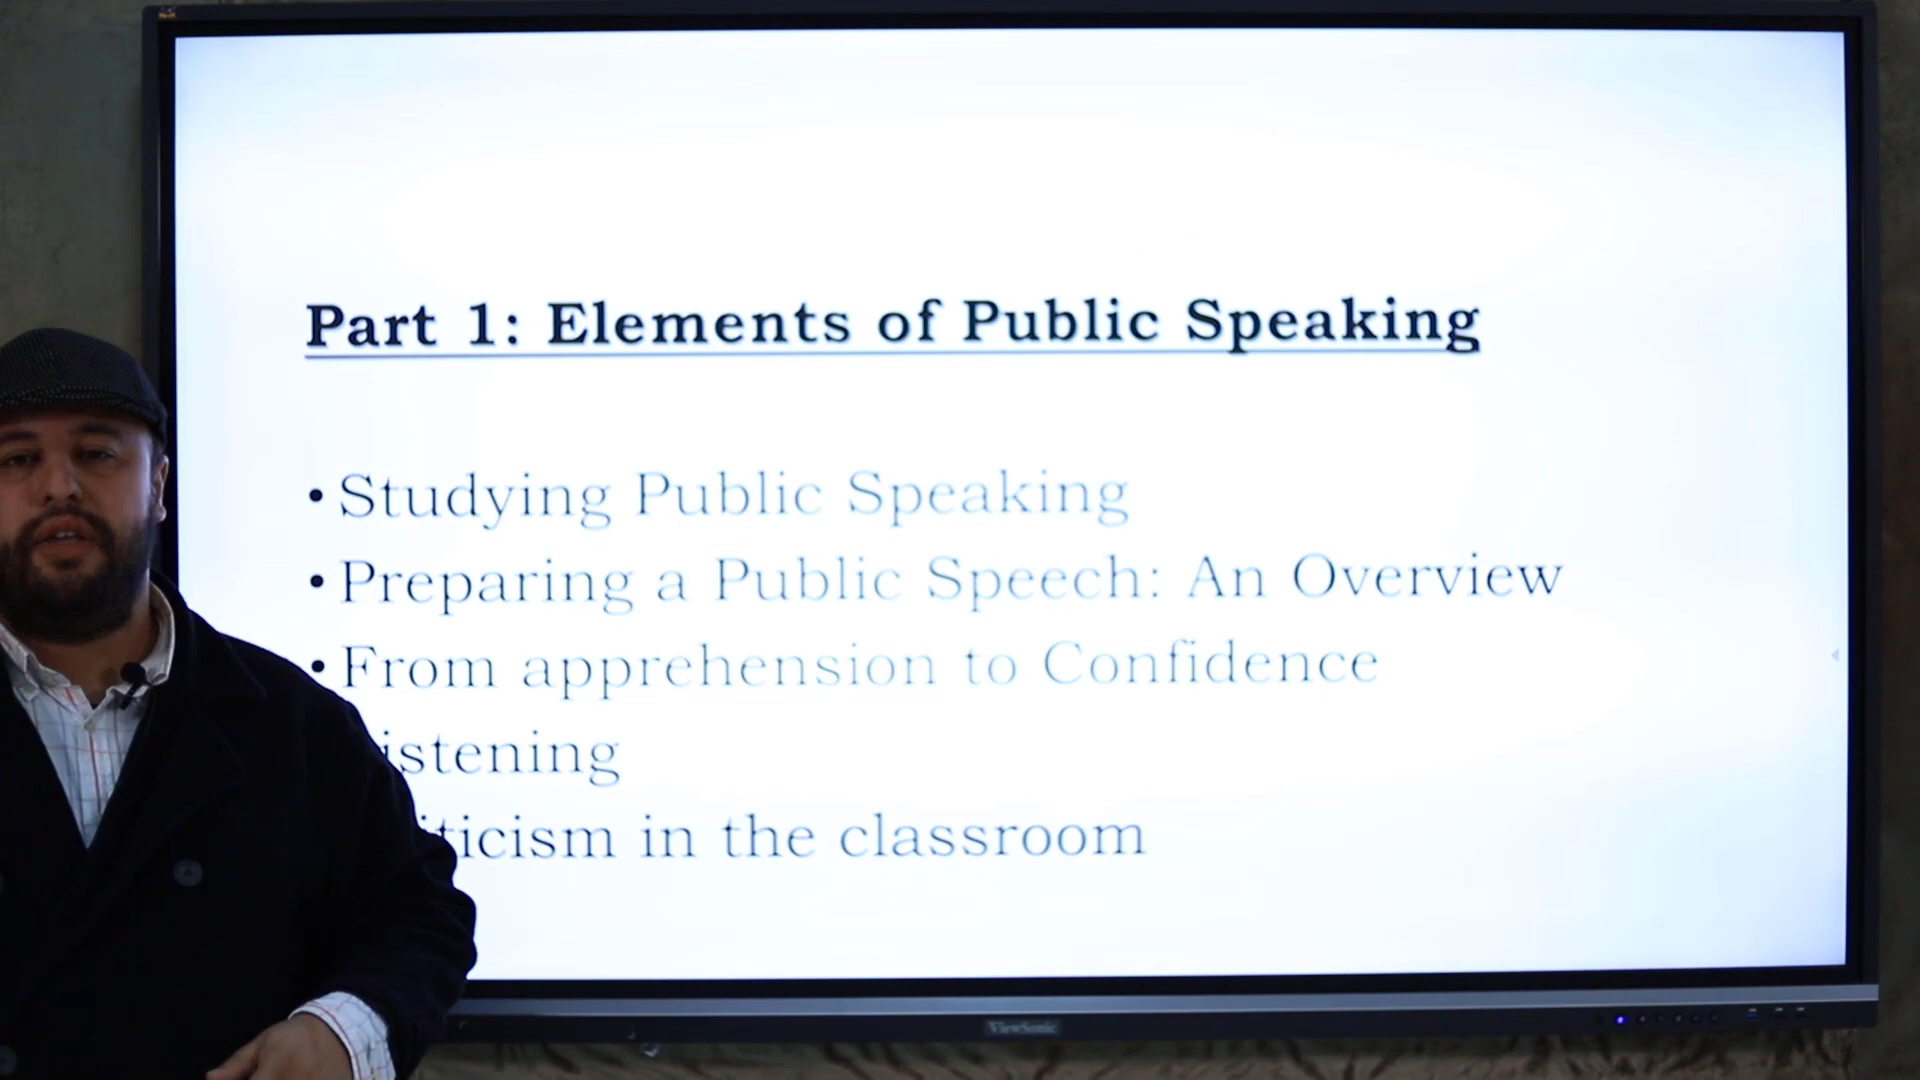 Part 1: Elements of Public Speaking
• Studying Public Speaking
• Preparing a Public Speech: An Overview
• From apprehension to Confidence
istening
iticism in the classroom
ViewSonic